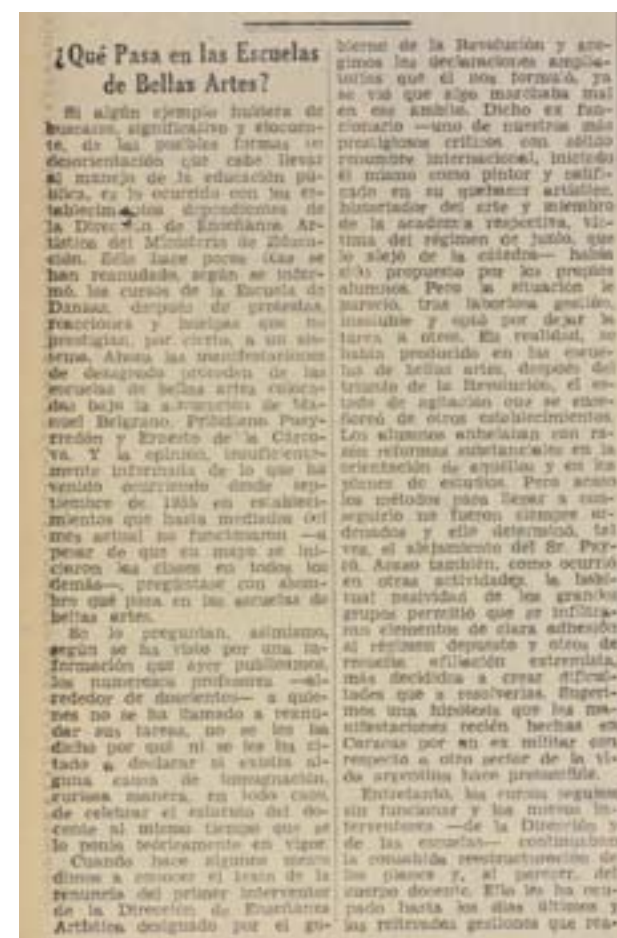 ¿Qué Pasa en las Escuelas
de Bellas Artes?
Si algún ejemplo hubiera de
buscarse, significativo y elocuen-
te, de las posibles formas de
desorientación que cabe llevar
al manejo de la educación pú-
blica, es lo ocurrido con los es-
tablecimientos dependientes de
la Dirección de Enseñanza Ar-
tística del Ministerio de Educa-
ción. Sólo hace pocos días se
han reanudado, según se infor-
mó, los cursos de la Escuela de
Danzas, después de protestas,
reacciones y huelgas que no
prestigian, por cierto, a un sis-
tema. Ahora las manifestaciones
de desagrado proceden de las
escuelas de bellas artes coloca-
das bajo la advocación de Ma-
nuel Belgrano, Prilidiano Puey-
rredón y Ernesto de la Cárco-
va. Y la opinión, insuficiente-
mente informada de lo que ha
venido ocurriendo desde sep-
tiembre de 1955 en estableci-
mientos que hasta mediados del
mes actual no funcionaron —a
pesar de que en mayo se ini-
ciaron las clases en todos los
demás—, pregúntase con asom-
bro qué pasa en las escuelas de
bellas artes.
Se lo preguntan, asimismo,
según se ha visto por una in-
formación que ayer publicamos,
los numerosos profesores —al-
rededor de doscientos— a quie-
nes no se ha llamado a reanu-
dar sus tareas, no se les ha
dicho por qué ni se les ha ci-
tado a declarar si existía al-
guna causa de impugnación,
curiosa manera, en todo caso,
de celebrar el estatuto del do-
cente al mismo tiempo que se
lo ponía teóricamente en vigor.
Cuando hace algunos meses
dimos a conocer el texto de la
renuncia del primer interventor
de la Dirección de Enseñanza
Artística designado por el go-
bierno de la Revolución y aco-
gimos las declaraciones amplia-
torias que él nos formuló, ya
se vio que algo marchaba mal
en ese ámbito. Dicho ex fun-
cionario —uno de nuestros más
prestigiosos críticos con sólido
renombre internacional, iniciado
él mismo como pintor y ratifi-
cado en su quehacer artístico,
historiador del arte y miembro
de la academia respectiva, víc-
tima del régimen de junio, que
lo alejó de la cátedra— había
sido propuesto por los propios
alumnos. Pero la situación le
pareció, tras laboriosa gestión,
insoluble y optó por dejar la
tarea a otros. En realidad, se
había producido en las escue-
las de bellas artes, después del
triunfo de la Revolución, el es-
tado de agitación que se ense-
ñoreó de otros establecimientos.
Los alumnos anhelaban con ra-
zón reformas substanciales en la
orientación de aquéllas y en los
planes de estudios. Pero acaso
los métodos para llegar a con-
seguirlo no fueron siempre or-
denados y ello determinó, tal
vez, el alejamiento del Sr. Pay-
ró. Acaso también, como ocurrió
en otras actividades, la habi-
tual pasividad de los grandes
grupos permitió que se infiltra-
ran elementos de clara adhesión
al régimen depuesto y otros de
filiación extremista,
más decididos a crear dificul-
tades que a resolverlas. Sugeri-
mos una hipótesis que las ma-
nifestaciones recién hechas en
Caracas por un ex militar con
respecto a otro sector de la vi-
da argentina hace presumible.
Entretanto, los cursos seguían
sin funcionar y los nuevos in-
terventores —de la Dirección y
de las escuelas— continuaban
la consabida reestructuración de
los planes y, al parecer, del
cuerpo docente. Ello les ha ocu-
pado hasta los días últimos y
las reiteradas gestiones que rea-